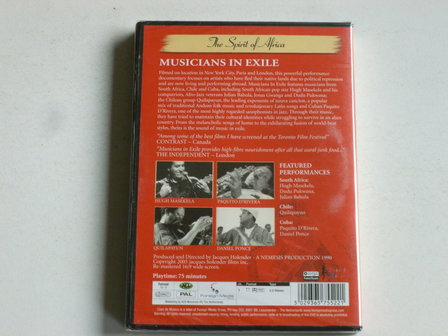 The Spirit of Africa
MUSICIANS IN EXILE
Filmed on location in New York City, Paris and London, this powerful performance
documentary focuses on artists who have fled their native lands due to political repression
and are now living and performing abroad. Musicians in Exile features musicians from
South Africa, Chile and Cuba, including South African pop star Hugh Masekela and his
compatriots, Afro-Jazz veterans Julian Bahula, Jonas Gwanga and Dudu Pukwana;
the Chilean group Quilapayun, the leading exponents of nueva cancion, a popular
mix of traditional Andean folk music and revolutionary Latin songs and Cuban Paquito
D'Rivera, one of the most highly regarded saxophonists in jazz. Through their music,
they have tried to maintain their cultural identities while struggling to survive in an alien
country. From the melancholic songs of home to the exhilarating fusion of world-beat
styles, theirs is the sound of music in exile.
"Among some of the best films I have screened at the Toronto Film Festival"
CONTRAST – Canada
"Musicians in Exile provides high-fibre nourishment after all that aural junk food..."
THE INDEPENDENT – London
HUGH MASEKELA
PAQUITO D'RIVERA
QUILAPAYUN
DANIEL PONCE
FEATURED
PERFORMANCES
South Africa:
Hugh Masekela,
Dudu Pukwana,
Julian Bahula
Chile:
Quilapayun
Cuba:
Paquito D'Rivera,
Daniel Ponce
Produced and Directed by Jacques Holender – A NEMESIS PRODUCTION 1990
Copyright 2003 jacques holender films inc.
Re-mastered 16:9 wide screen.
Playtime: 75 minutes
PAL
5 029365 755221